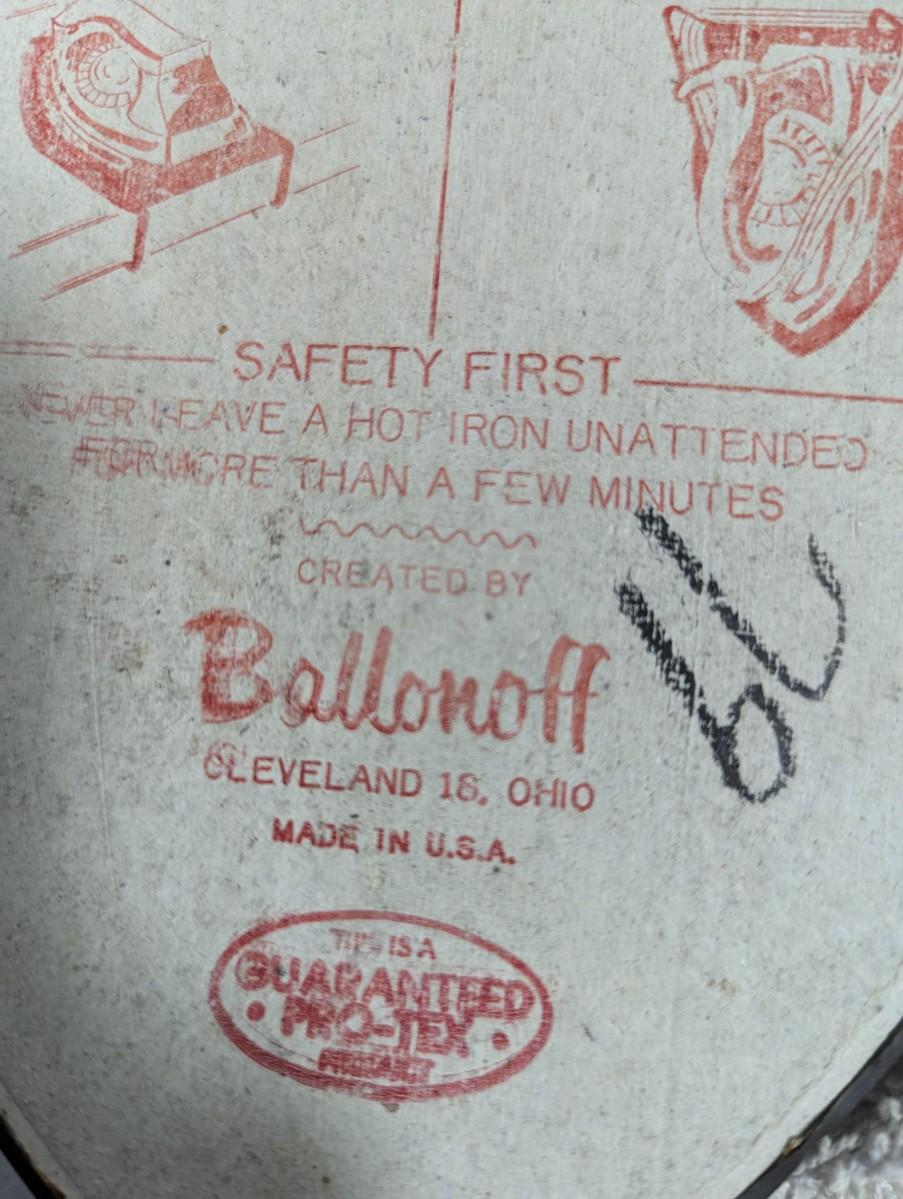 SAFETY FIRST
NEVER LEAVE A HOT IRON UNATTENDED
FOR MORE THAN A FEW MINUTES
CREATED BY
Ballonoff
CLEVELAND 18, OHIO
MADE IN U.S.A.
THIS IS A
GUARANTEED
• PRO-TEX •
79